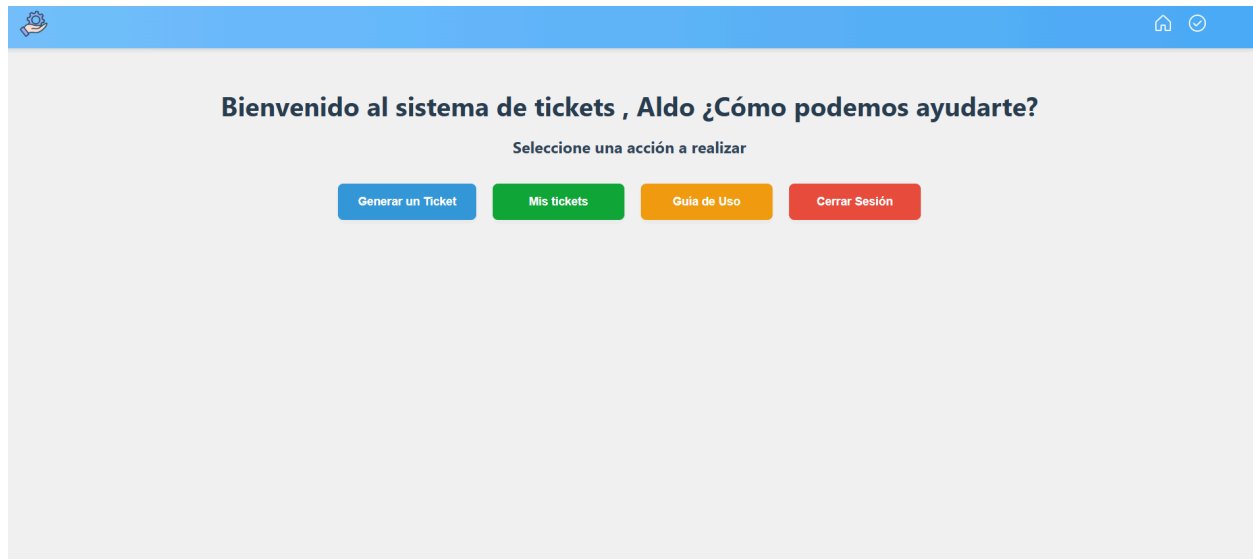 Bienvenido al sistema de tickets , Aldo ¿Cómo podemos ayudarte?
Seleccione una acción a realizar
Generar un Ticket Mis tickets Guia de Uso Cerrar Sesión